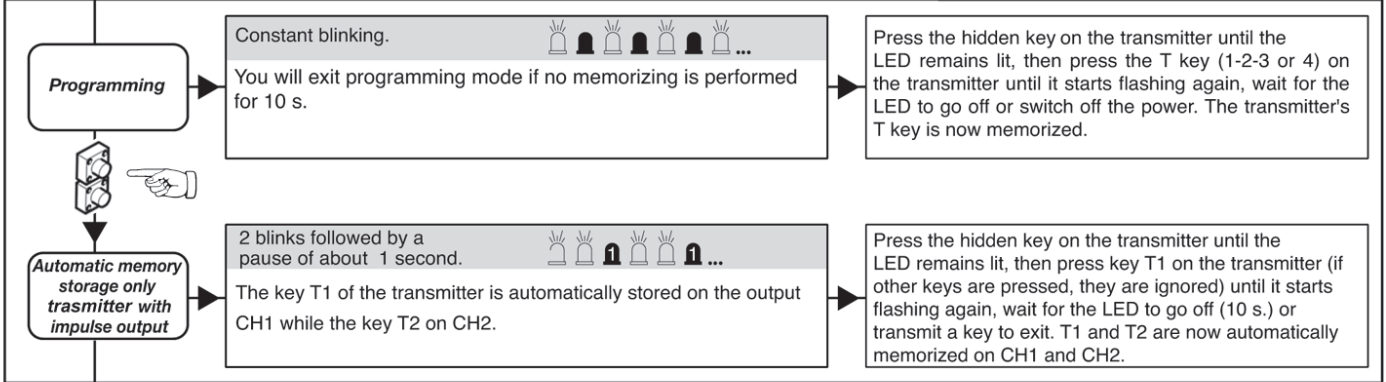 Programming
Constant blinking.
...
You will exit programming mode if no memorizing is performed
for 10 s.
Press the hidden key on the transmitter until the
LED remains lit, then press the T key (1-2-3 or 4) on
the transmitter until it starts flashing again, wait for the
LED to go off or switch off the power. The transmitter's
T key is now memorized.
Automatic memory
storage only
trasmitter with
impulse output
2 blinks followed by a
pause of about 1 second.
1 1 ...
The key T1 of the transmitter is automatically stored on the output
CH1 while the key T2 on CH2.
Press the hidden key on the transmitter until the
LED remains lit, then press key T1 on the transmitter (if
other keys are pressed, they are ignored) until it starts
flashing again, wait for the LED to go off (10 s.) or
transmit a key to exit. T1 and T2 are now automatically
memorized on CH1 and CH2.